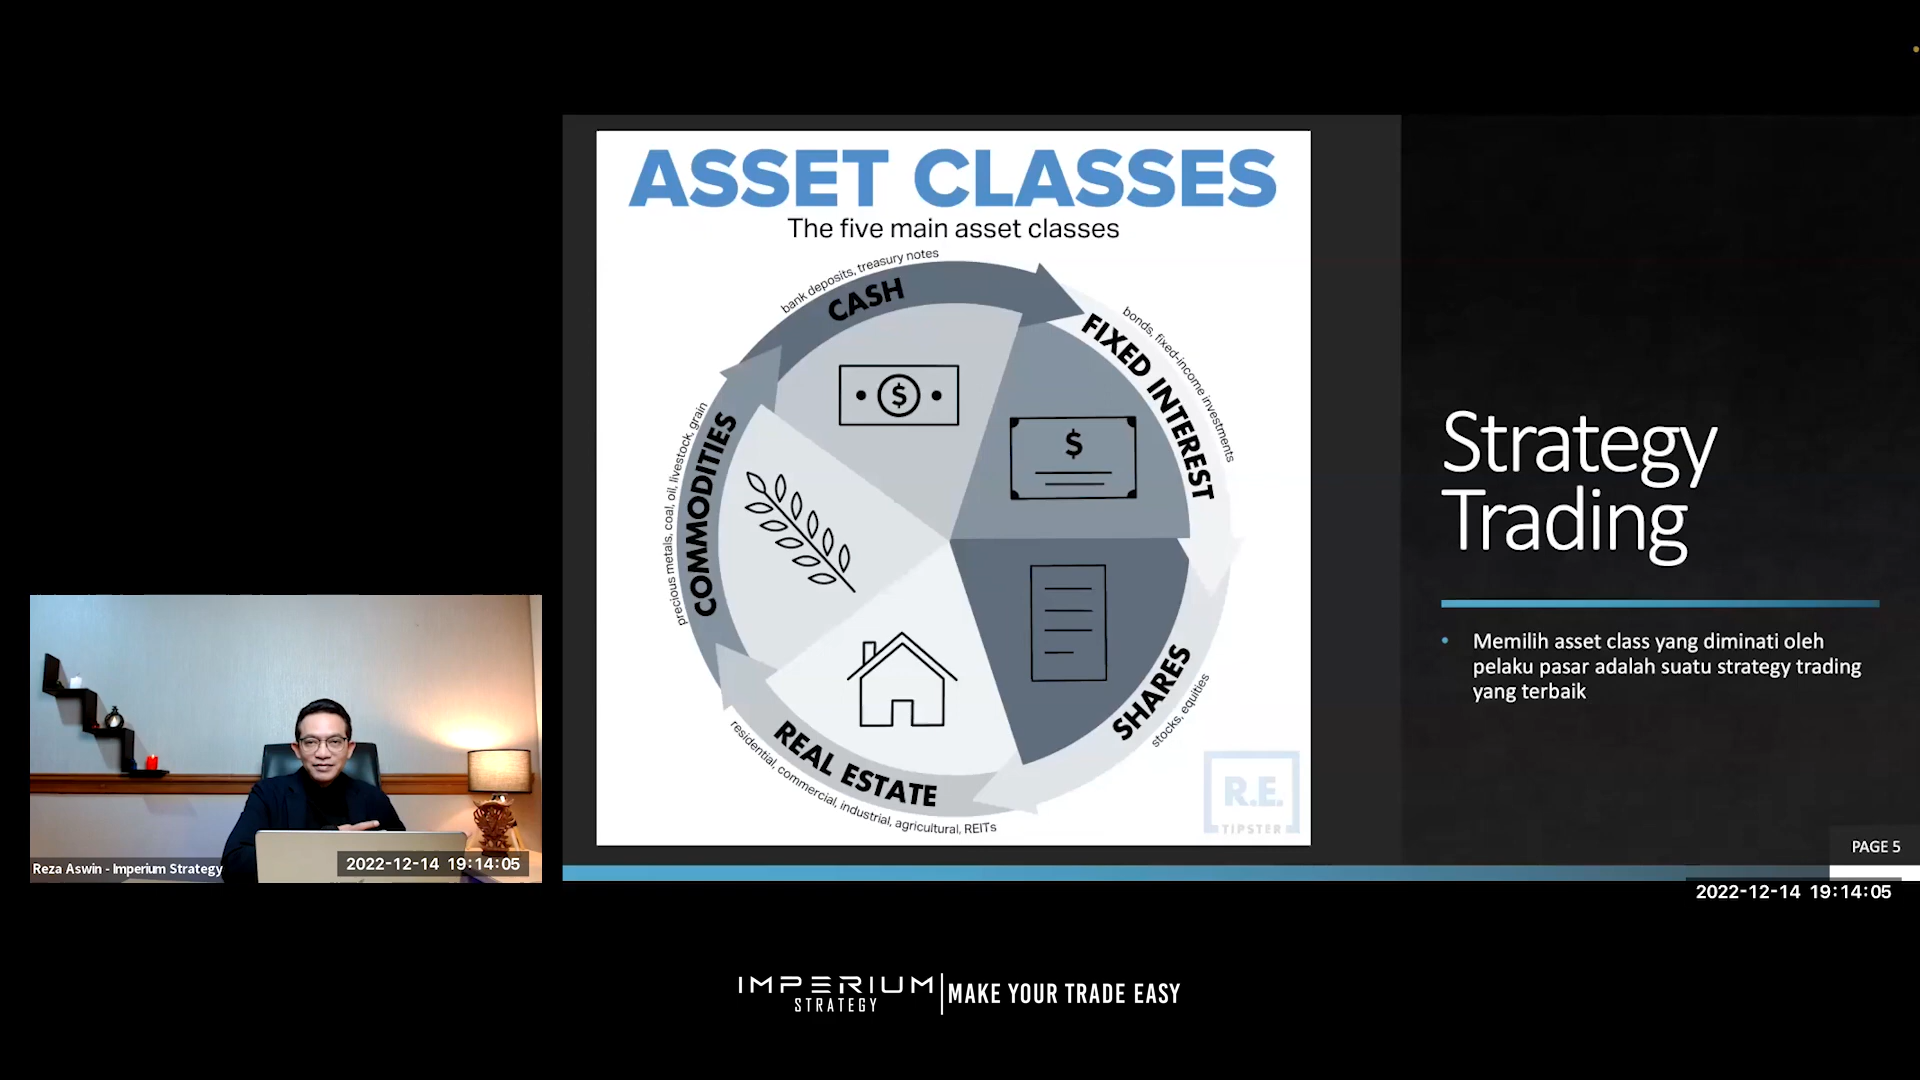 ASSET CLASSES
The five main asset classes
bank deposits, treasury notes
CASH
bonds, fixed-income investments
FIXED INTEREST
SHARES
stocks, equities
REAL ESTATE
residential, commercial, industrial, agricultural, REITs
COMMODITIES
precious metals, coal, oil, livestock, grain
$
$
R.E.
TIPSTER
Strategy
Trading
• Memilih asset class yang diminati oleh
pelaku pasar adalah suatu strategy trading
yang terbaik
PAGE 5
2022-12-14 19:14:05
Reza Aswin - Imperium Strategy
2022-12-14 19:14:05
IMPERIUM
STRATEGY
MAKE YOUR TRADE EASY